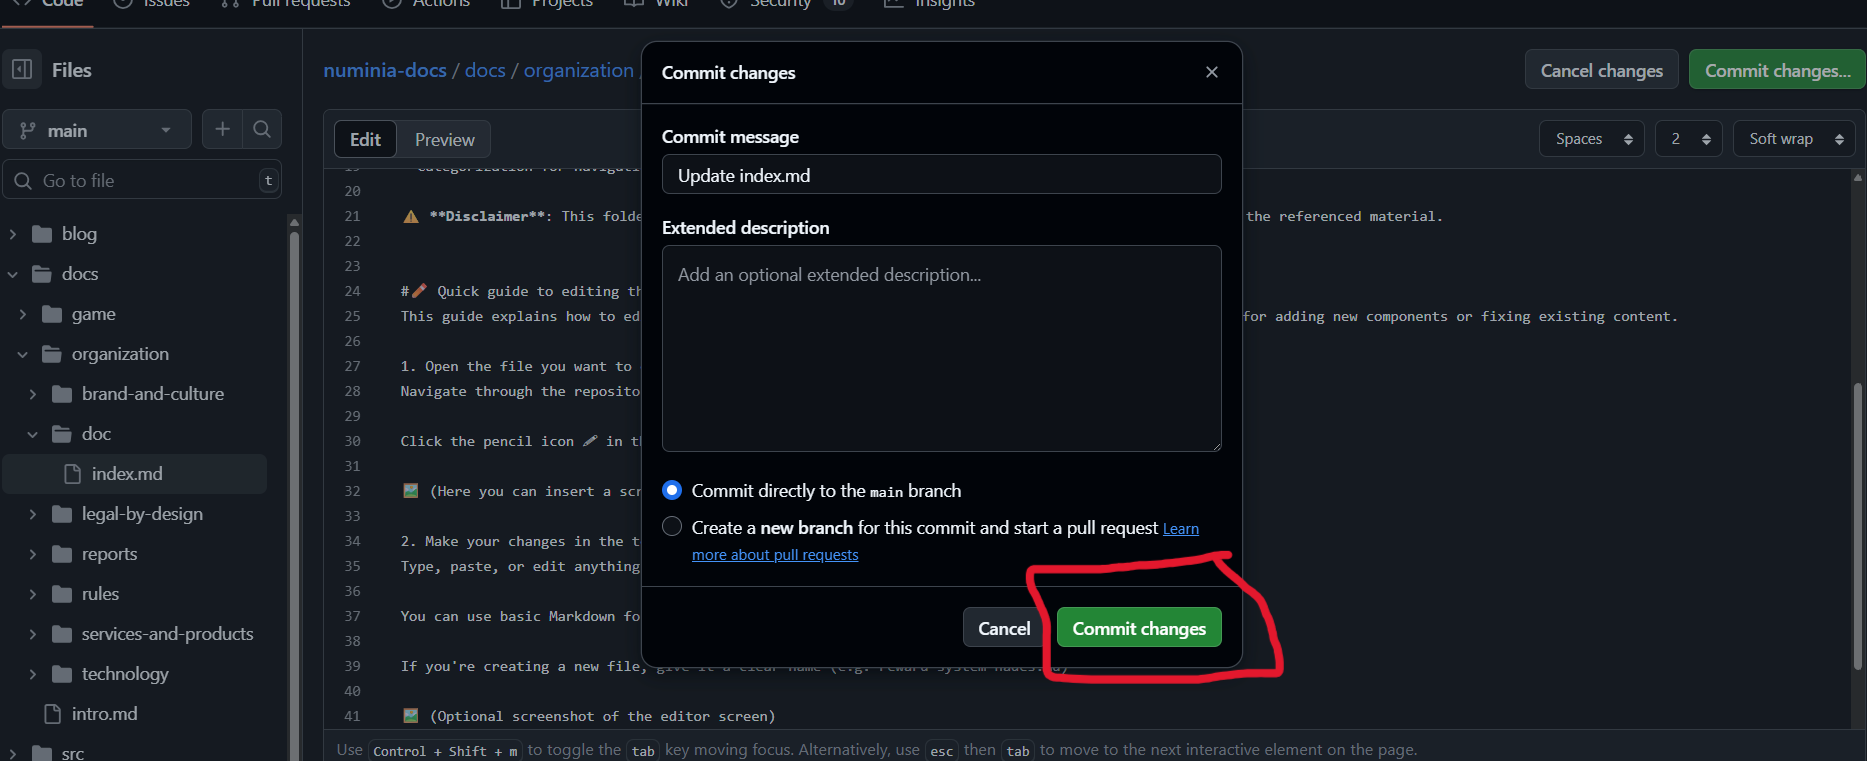 Code Issues Pull requests Actions Projects Wiki Security 10 Insights
Files
numinia-docs / docs / organization /
Cancel changes
Commit changes...
main
Go to file
t
blog
docs
game
organization
brand-and-culture
doc
index.md
legal-by-design
reports
rules
services-and-products
technology
intro.md
src
Edit
Preview
Spaces
2
Soft wrap
19
20
21 ⚠️ **Disclaimer**: This folde the referenced material.
22
23
24 #🖍️ Quick guide to editing th
25 This guide explains how to ed for adding new components or fixing existing content.
26
27 1. Open the file you want to
28 Navigate through the reposito
29
30 Click the pencil icon 🖊️ in th
31
32 🖼️ (Here you can insert a scr
33
34 2. Make your changes in the t
35 Type, paste, or edit anything
36
37 You can use basic Markdown fo
38
39 If you're creating a new file,
40
41 🖼️ (Optional screenshot of the editor screen)
Commit changes
Commit message
Update index.md
Extended description
Add an optional extended description...
Commit directly to the main branch
Create a new branch for this commit and start a pull request Learn
more about pull requests
Cancel
Commit changes
Use Control + Shift + m to toggle the tab key moving focus. Alternatively, use esc then tab to move to the next interactive element on the page.